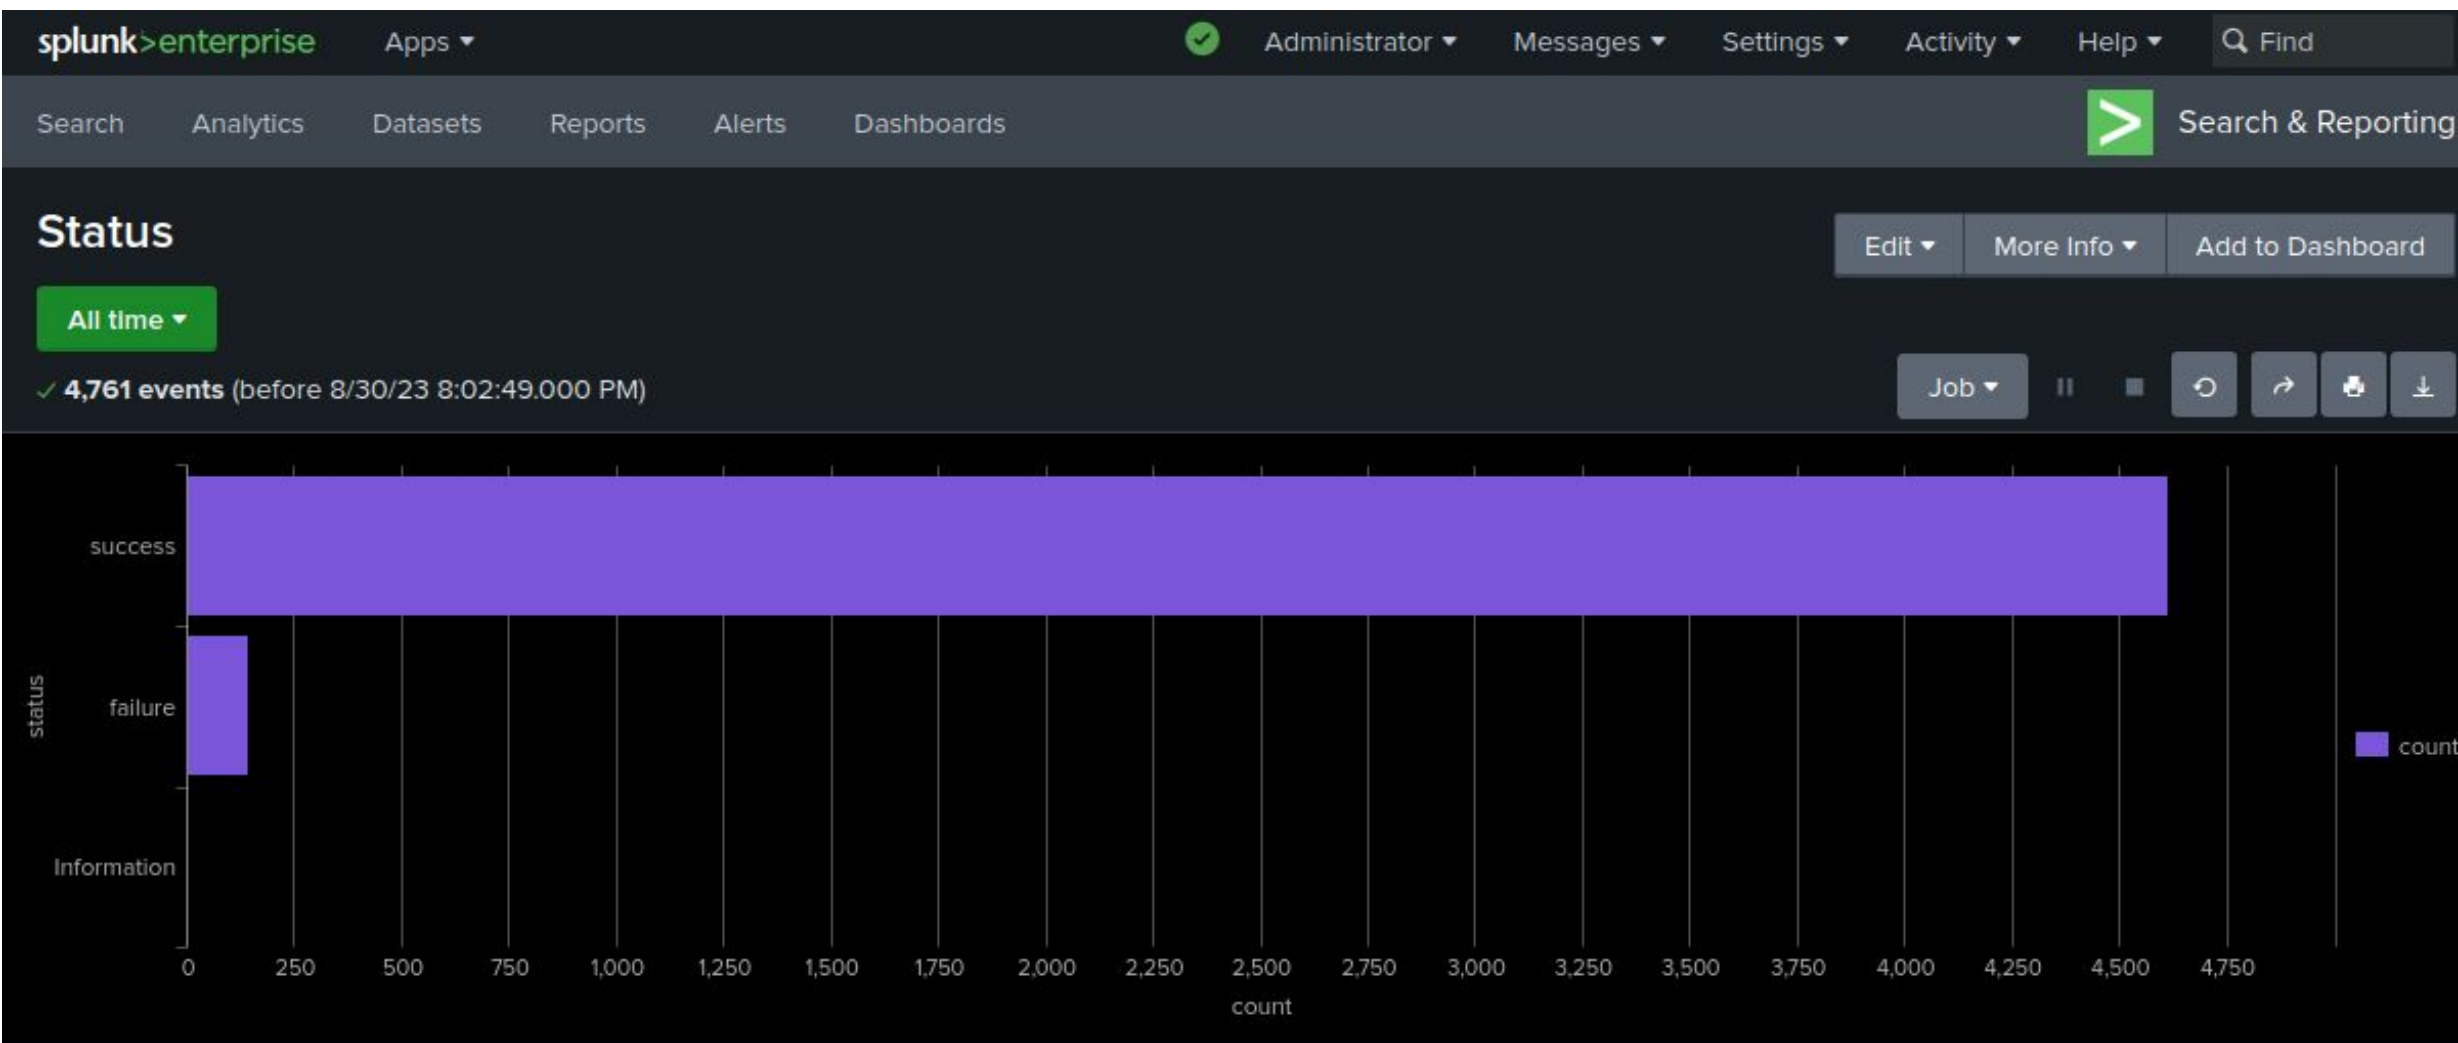 splunk>enterprise Apps Administrator Messages Settings Activity Help Find
Search Analytics Datasets Reports Alerts Dashboards Search & Reporting
Status
Edit More Info Add to Dashboard
All time
4,761 events (before 8/30/23 8:02:49.000 PM)
Job
success
failure
Information
status
count
0 250 500 750 1,000 1,250 1,500 1,750 2,000 2,250 2,500 2,750 3,000 3,250 3,500 3,750 4,000 4,250 4,500 4,750
count